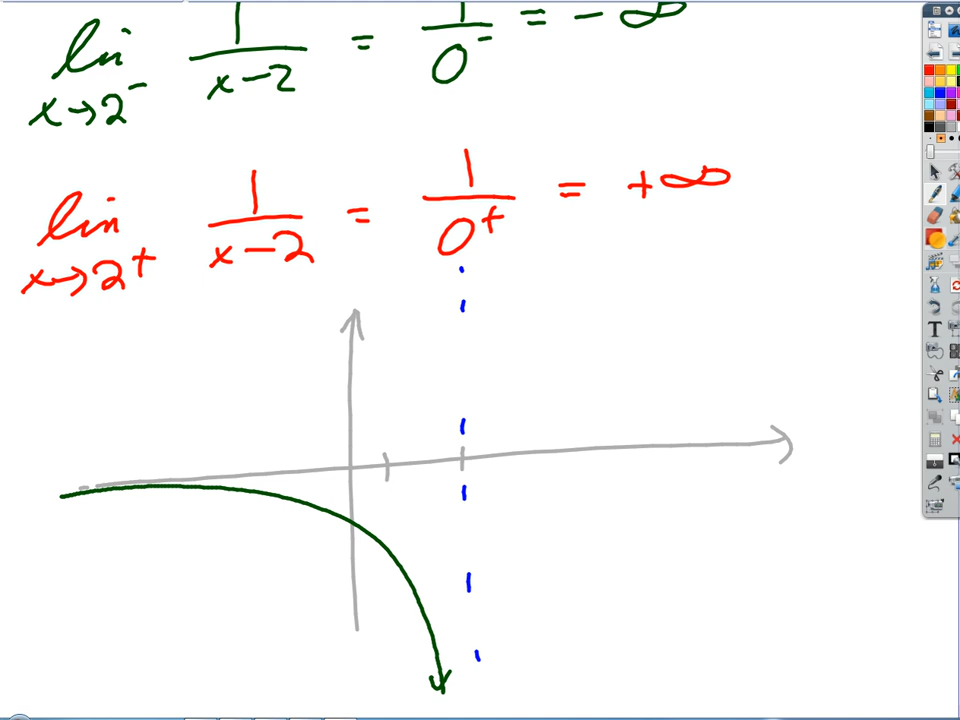 lim x→2⁻ 1/(x-2) = 1/0⁻ = -∞
lim x→2⁺ 1/(x-2) = 1/0⁺ = +∞